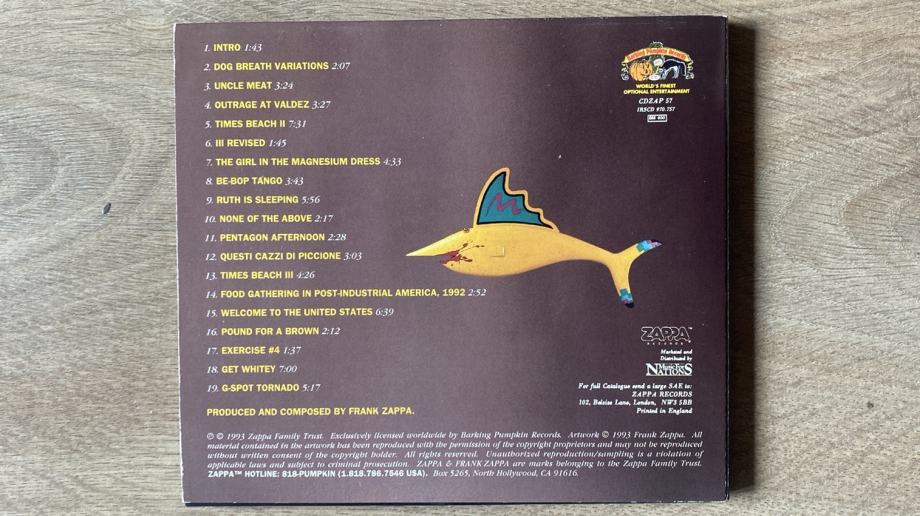 1. INTRO 1:43
2. DOG BREATH VARIATIONS 2:07
3. UNCLE MEAT 3:24
4. OUTRAGE AT VALDEZ 3:27
5. TIMES BEACH II 7:31
6. III REVISED 1:45
7. THE GIRL IN THE MAGNESIUM DRESS 4:33
8. BE-BOP TANGO 3:43
9. RUTH IS SLEEPING 5:56
10. NONE OF THE ABOVE 2:17
11. PENTAGON AFTERNOON 2:28
12. QUESTI CAZZI DI PICCIONE 3:03
13. TIMES BEACH III 4:26
14. FOOD GATHERING IN POST-INDUSTRIAL AMERICA, 1992 2:52
15. WELCOME TO THE UNITED STATES 6:39
16. POUND FOR A BROWN 2:12
17. EXERCISE #4 1:37
18. GET WHITEY 7:00
19. G-SPOT TORNADO 5:17
PRODUCED AND COMPOSED BY FRANK ZAPPA.
Barking Pumpkin Records
WORLD'S FINEST
OPTIONAL ENTERTAINMENT
CDZAP 57
IRSCD 970.757
M
ZAPPA™
RECORDS
Marketed and
Distributed by
Music For
NATIONS
For full Catalogue send a large SAE to:
ZAPPA RECORDS
102, Belsize Lane, London, NW3 5BB
Printed in England
℗ © 1993 Zappa Family Trust. Exclusively licensed worldwide by Barking Pumpkin Records. Artwork © 1993 Frank Zappa. All
material contained in the artwork has been reproduced with the permission of the copyright proprietors and may not be reproduced
without written consent of the copyright holder. All rights reserved. Unauthorized reproduction/sampling is a violation of
applicable laws and subject to criminal prosecution. ZAPPA & FRANK ZAPPA are marks belonging to the Zappa Family Trust.
ZAPPA™ HOTLINE: 818-PUMPKIN (1.818.786.7546 USA). Box 5265, North Hollywood, CA 91616.